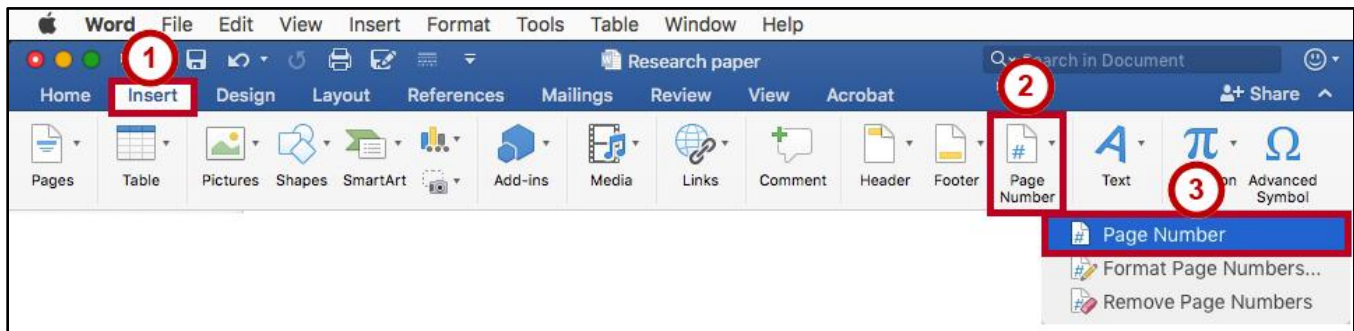 Word File Edit View Insert Format Tools Table Window Help
1
Research paper
Search in Document
Home Insert Design Layout References Mailings Review View Acrobat
2
Share
Pages Table Pictures Shapes SmartArt Add-ins Media Links Comment Header Footer Page Number Text Advanced Symbol
3
Page Number
Format Page Numbers...
Remove Page Numbers